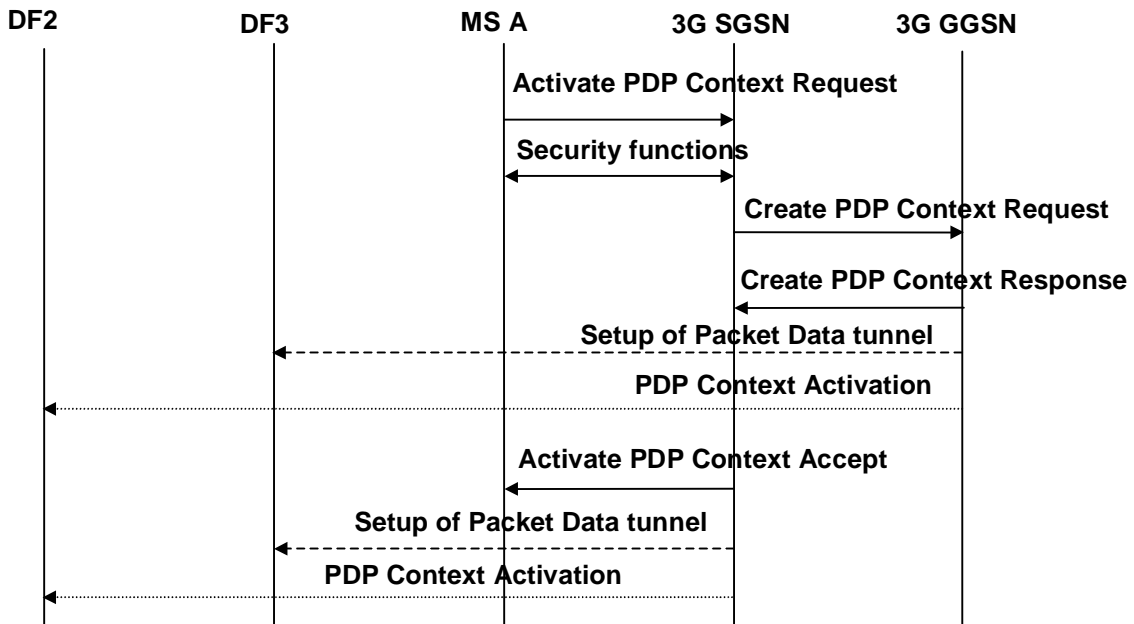 DF2
DF3
MS A
3G SGSN
3G GGSN
Activate PDP Context Request
Security functions
Create PDP Context Request
Create PDP Context Response
Setup of Packet Data tunnel
PDP Context Activation
Activate PDP Context Accept
Setup of Packet Data tunnel
PDP Context Activation